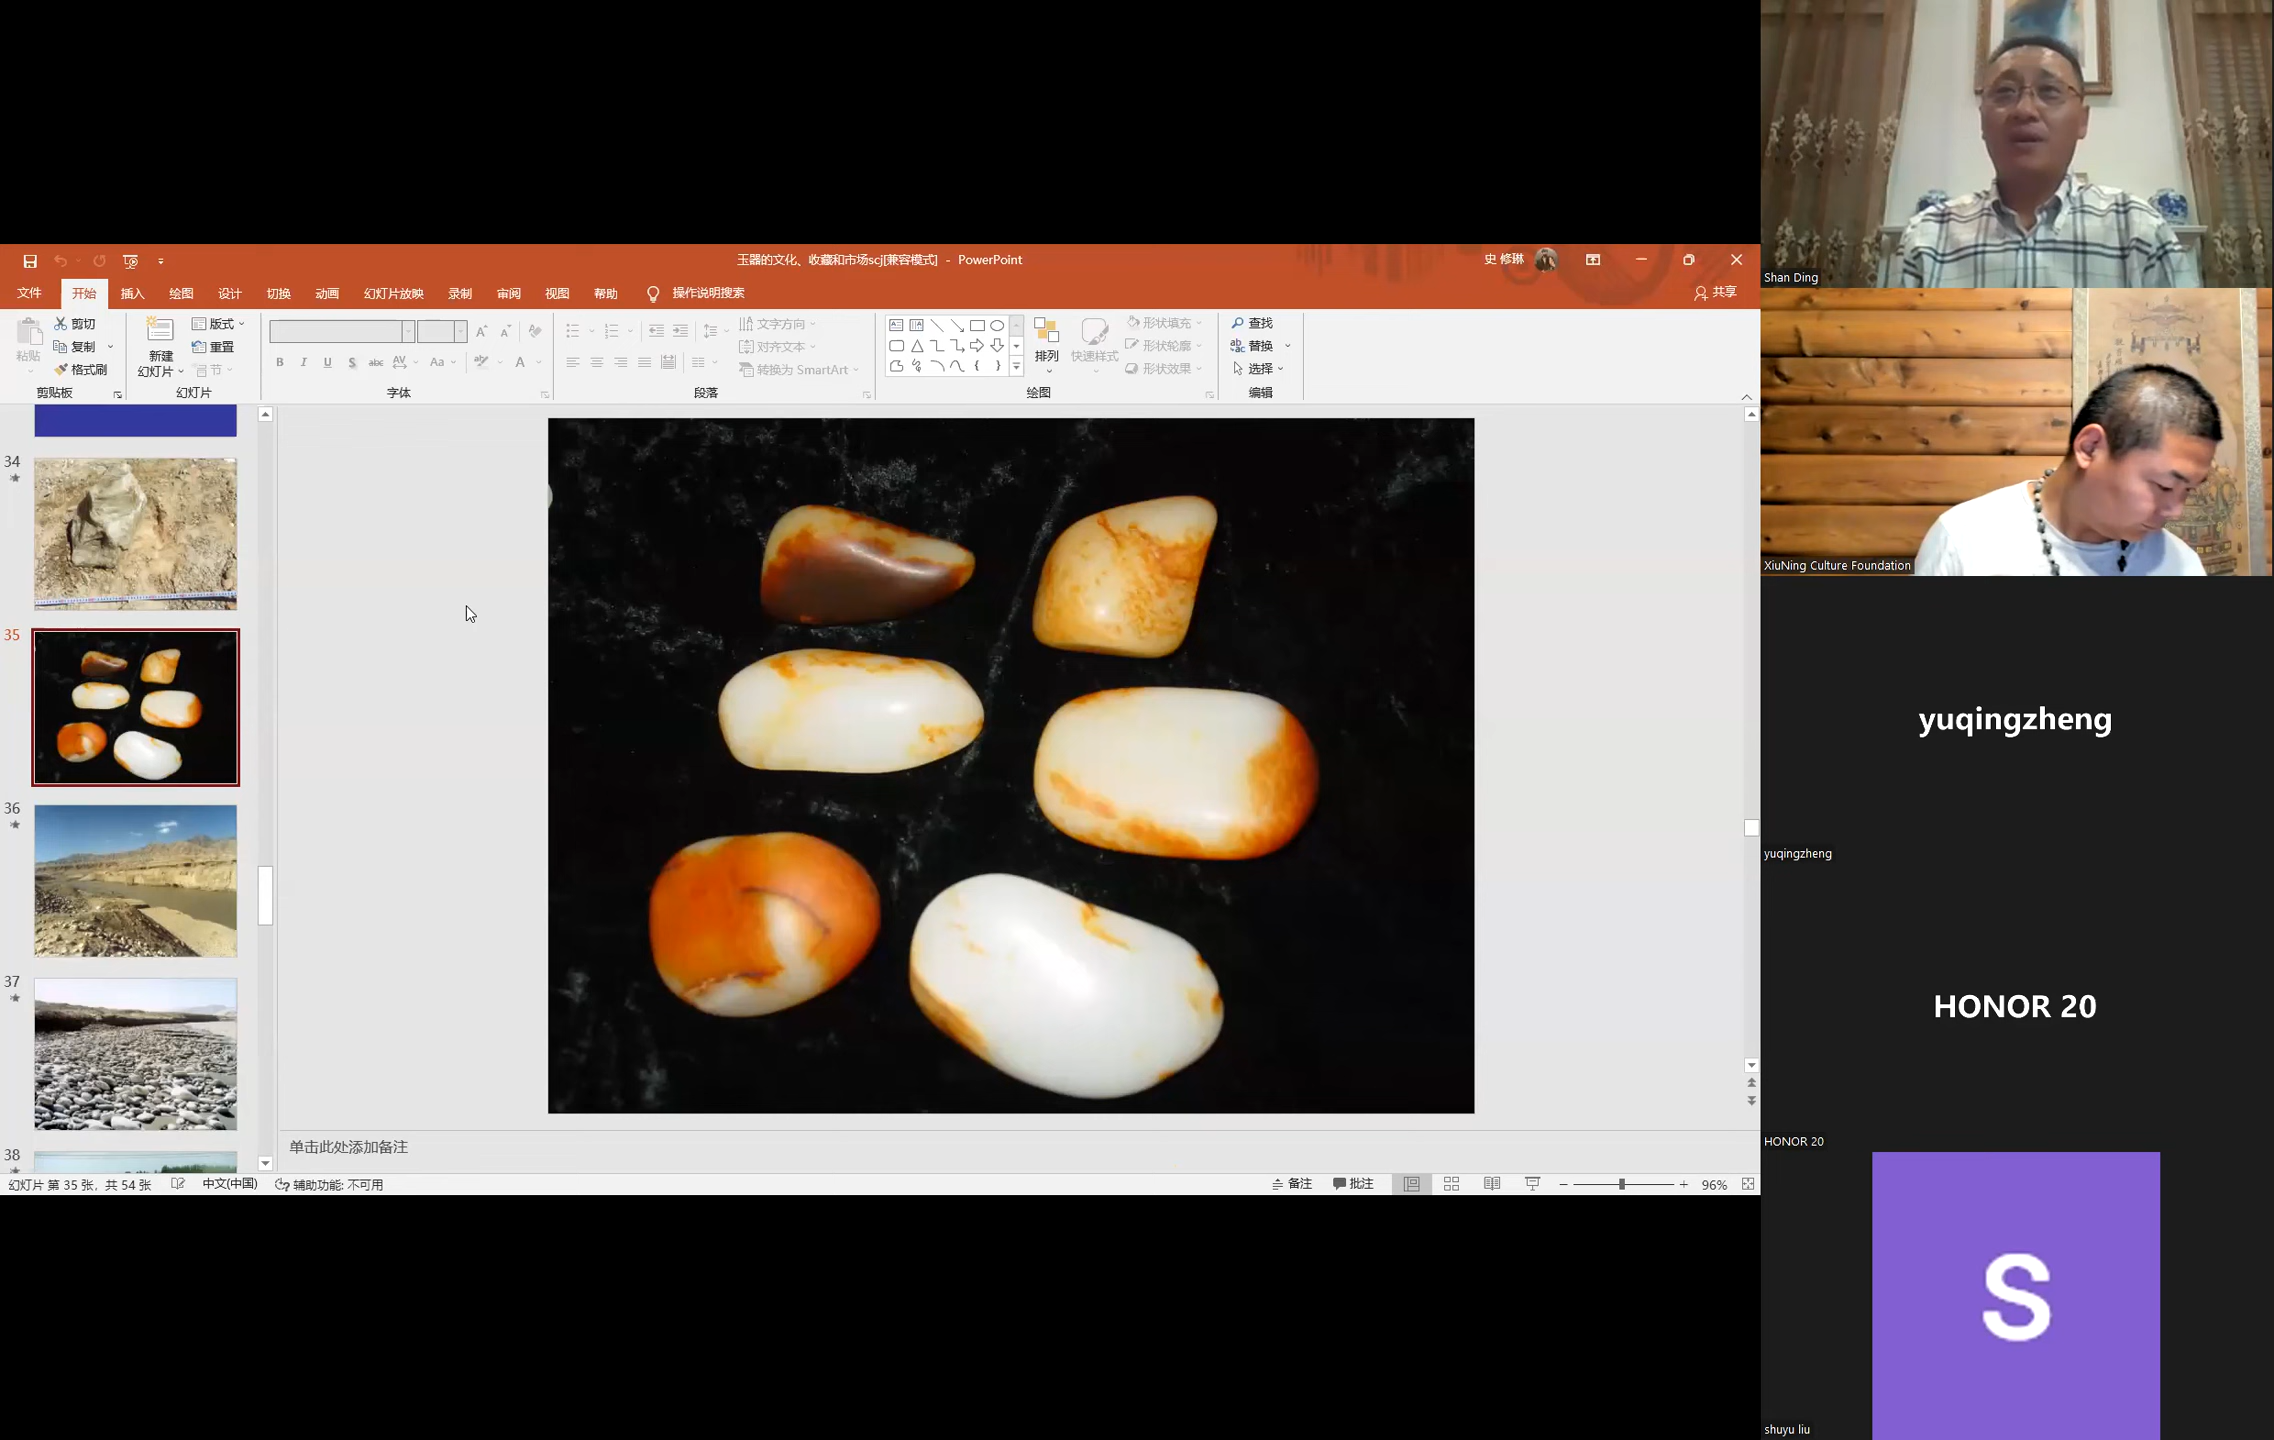 玉器的文化、收藏和市场scj[兼容模式] - PowerPoint
史 修琳
文件 开始 插入 绘图 设计 切换 动画 幻灯片放映 录制 审阅 视图 帮助 操作说明搜索 共享
粘贴
剪切
复制
格式刷
剪贴板
新建
幻灯片
版式
重置
节
幻灯片
字体
文字方向
对齐文本
转换为 SmartArt
段落
排列
快速样式
形状填充
形状轮廓
形状效果
绘图
查找
替换
选择
编辑
34
35
36
37
38
单击此处添加备注
幻灯片 第 35 张，共 54 张 中文(中国) 辅助功能: 不可用
备注 批注 96%
Shan Ding
XiuNing Culture Foundation
yuqingzheng
yuqingzheng
HONOR 20
HONOR 20
S
shuyu liu